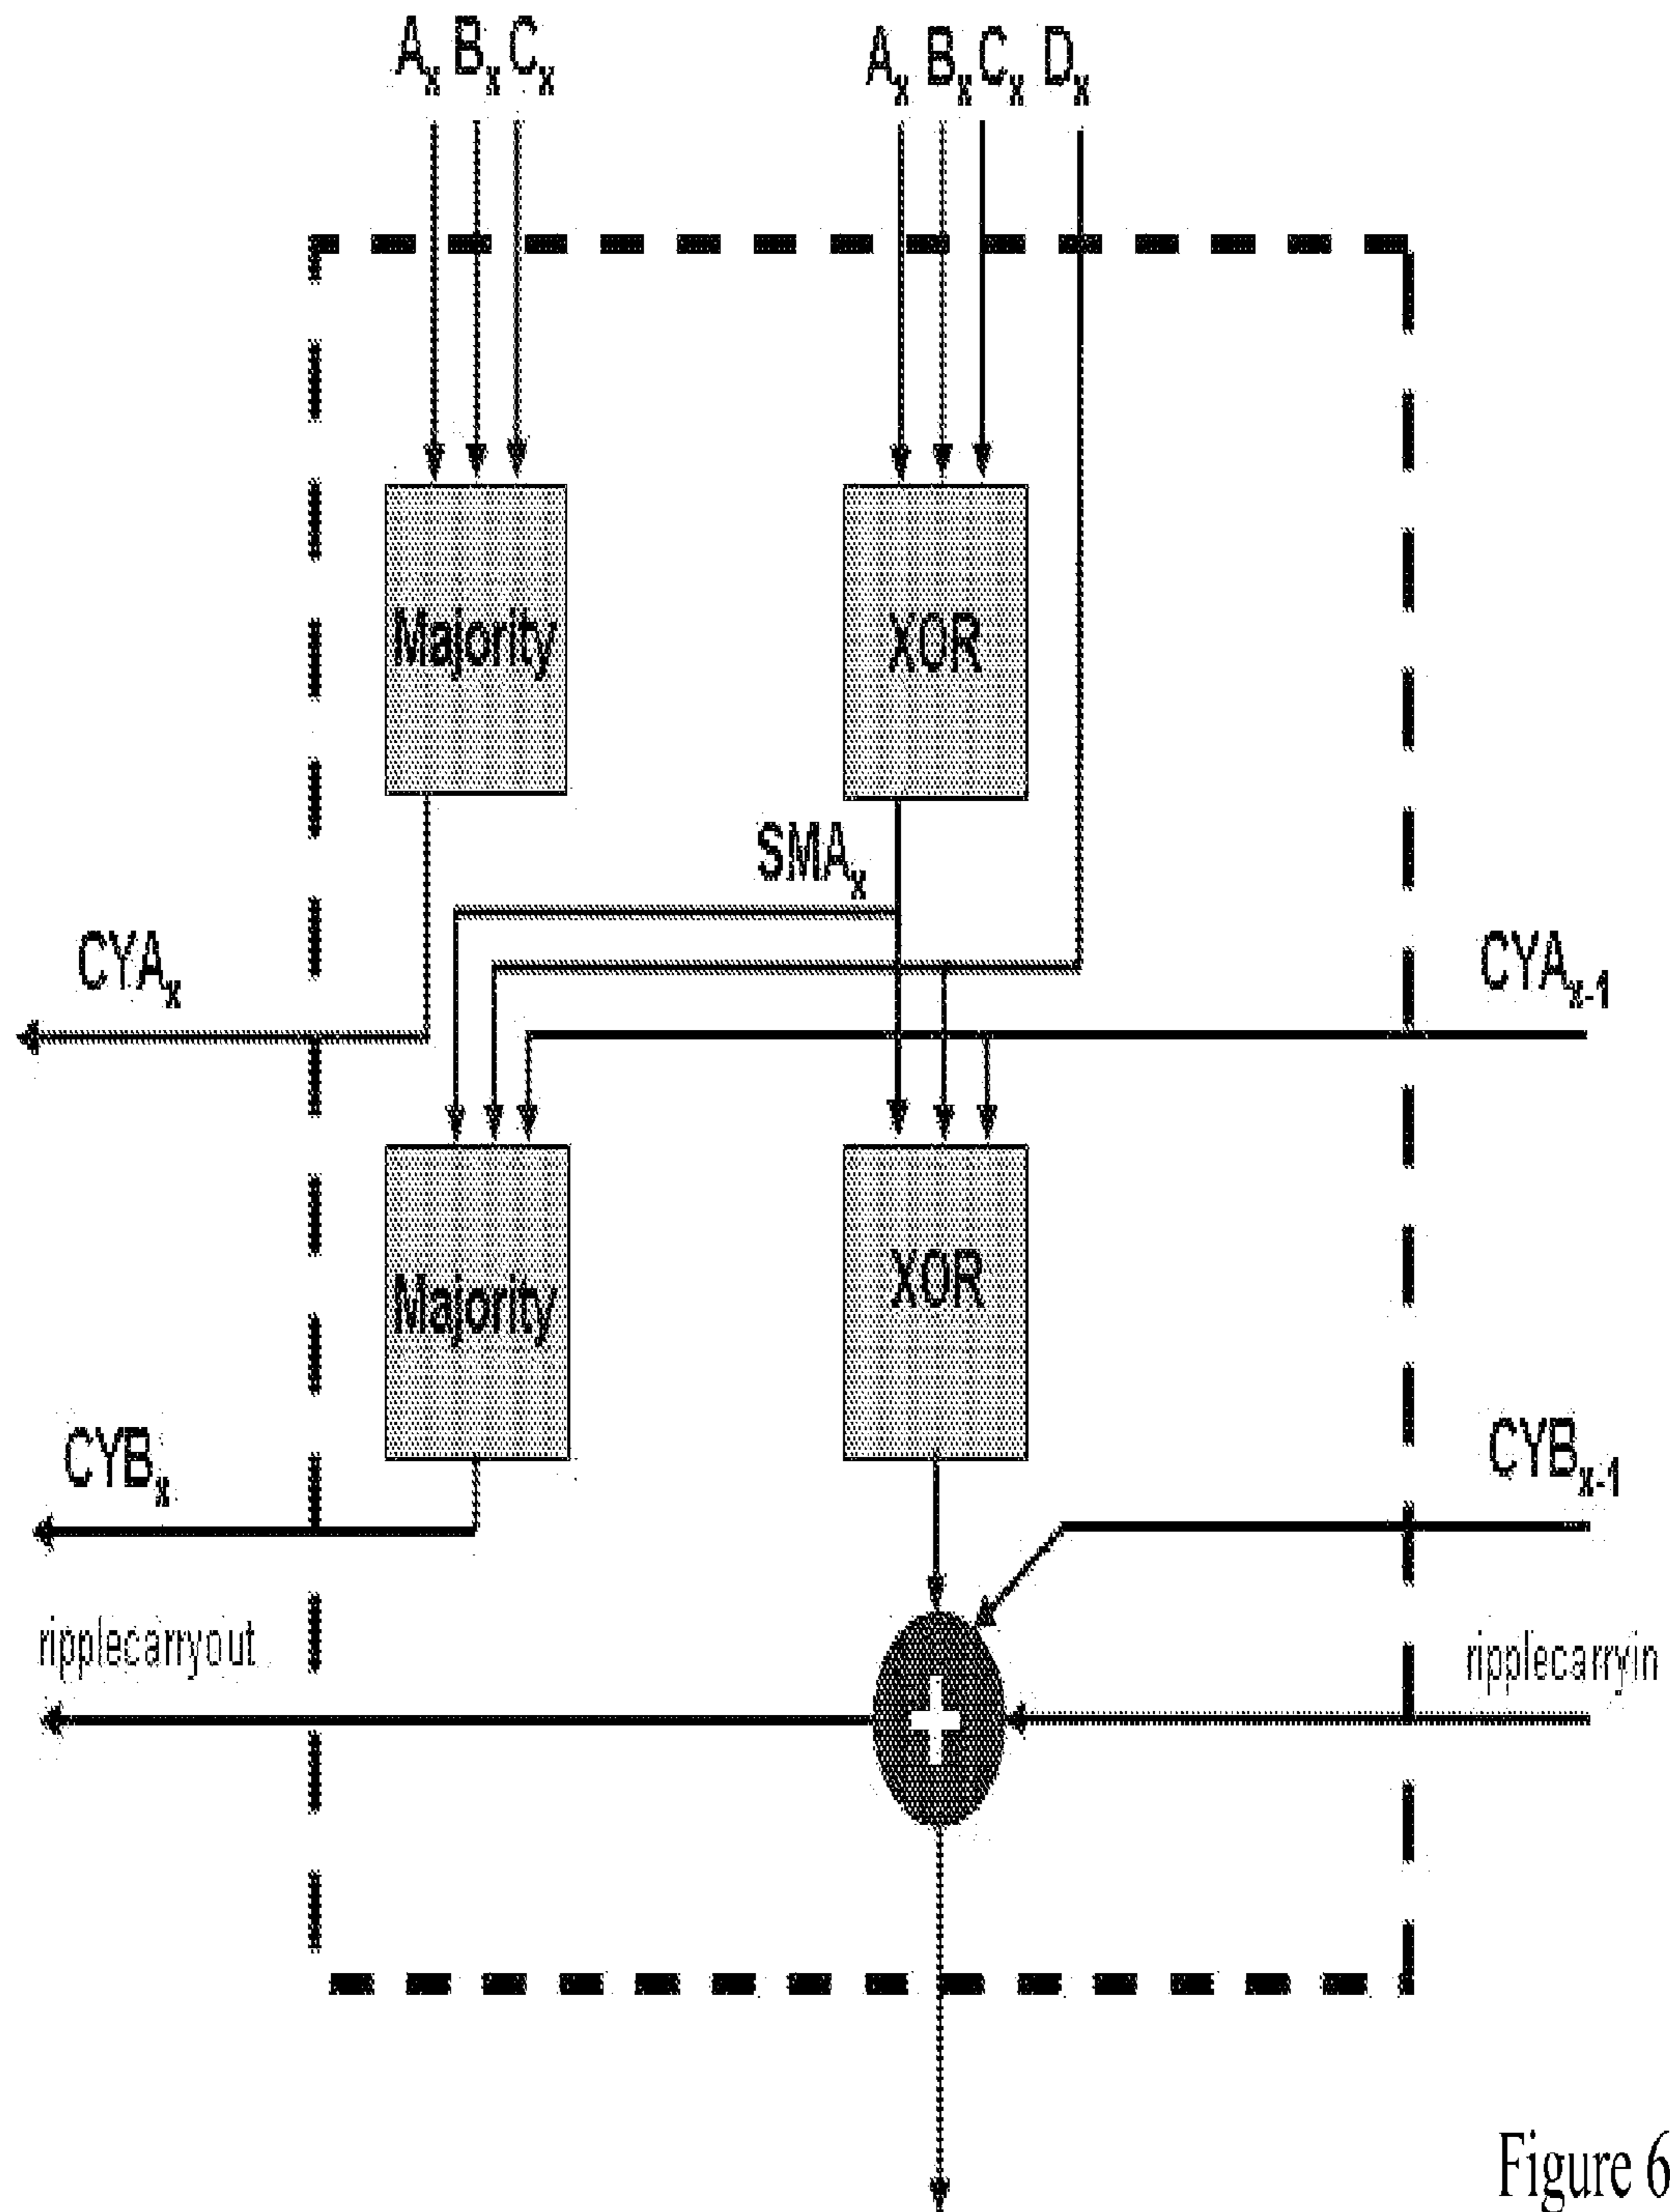 Aₓ Bₓ Cₓ Aₓ Bₓ Cₓ Dₓ
Majority XOR
SMAₓ
CYAₓ CYAₓ₋₁
Majority XOR
CYBₓ CYBₓ₋₁
ripplecarryout ripplecarryin
+
Figure 6